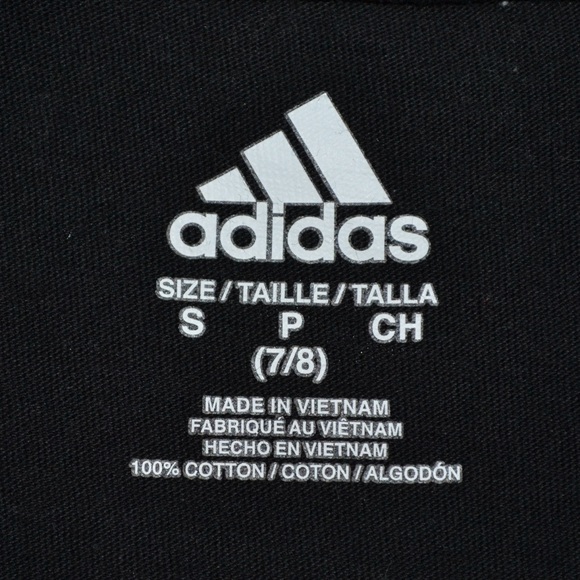 adidas
SIZE / TAILLE / TALLA
S P CH
(7/8)
MADE IN VIETNAM
FABRIQUÉ AU VIÊTNAM
HECHO EN VIETNAM
100% COTTON / COTON / ALGODÓN